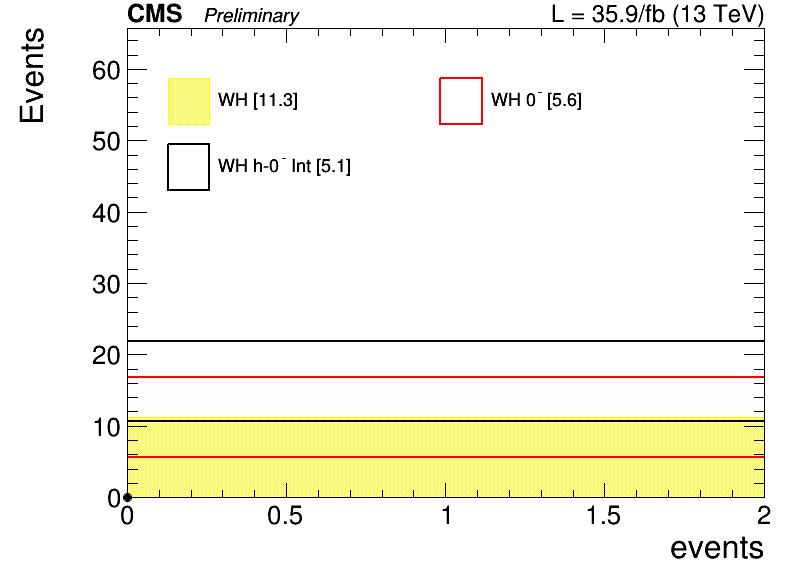 CMS Preliminary L = 35.9/fb (13 TeV)
Events
60
WH [11.3]
WH 0⁻ [5.6]
50
WH h-0⁻ Int [5.1]
40
30
20
10
0
0 0.5 1 1.5 2
events